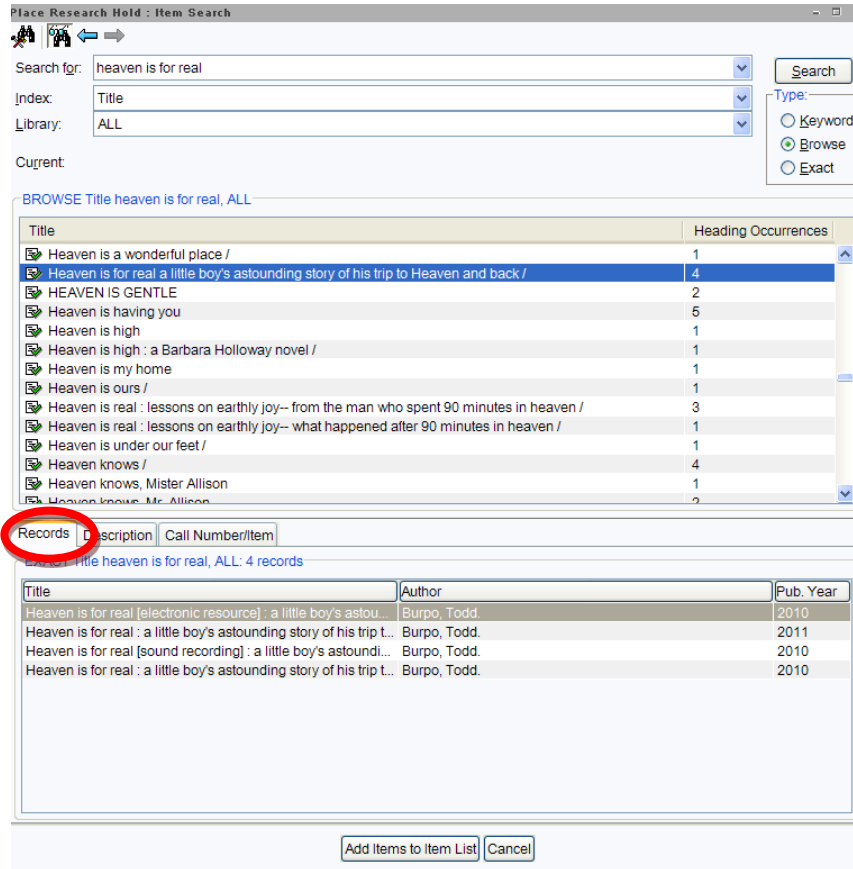 Place Research Hold : Item Search
Search for: heaven is for real
Search
Index: Title
Type:
Library: ALL
Keyword
Browse
Current:
Exact
BROWSE Title heaven is for real, ALL
Title Heading Occurrences
Heaven is a wonderful place / 1
Heaven is for real a little boy's astounding story of his trip to Heaven and back / 4
HEAVEN IS GENTLE 2
Heaven is having you 5
Heaven is high 1
Heaven is high : a Barbara Holloway novel / 1
Heaven is my home 1
Heaven is ours / 1
Heaven is real : lessons on earthly joy-- from the man who spent 90 minutes in heaven / 3
Heaven is real : lessons on earthly joy-- what happened after 90 minutes in heaven / 1
Heaven is under our feet / 1
Heaven knows / 4
Heaven knows, Mister Allison 1
Heaven knows, Mr. Allison 2
Records Description Call Number/Item
EXACT Title heaven is for real, ALL: 4 records
Title Author Pub. Year
Heaven is for real [electronic resource] : a little boy's astou... Burpo, Todd. 2010
Heaven is for real : a little boy's astounding story of his trip t... Burpo, Todd. 2011
Heaven is for real [sound recording] : a little boy's astoundi... Burpo, Todd. 2010
Heaven is for real : a little boy's astounding story of his trip t... Burpo, Todd. 2010
Add Items to Item List Cancel